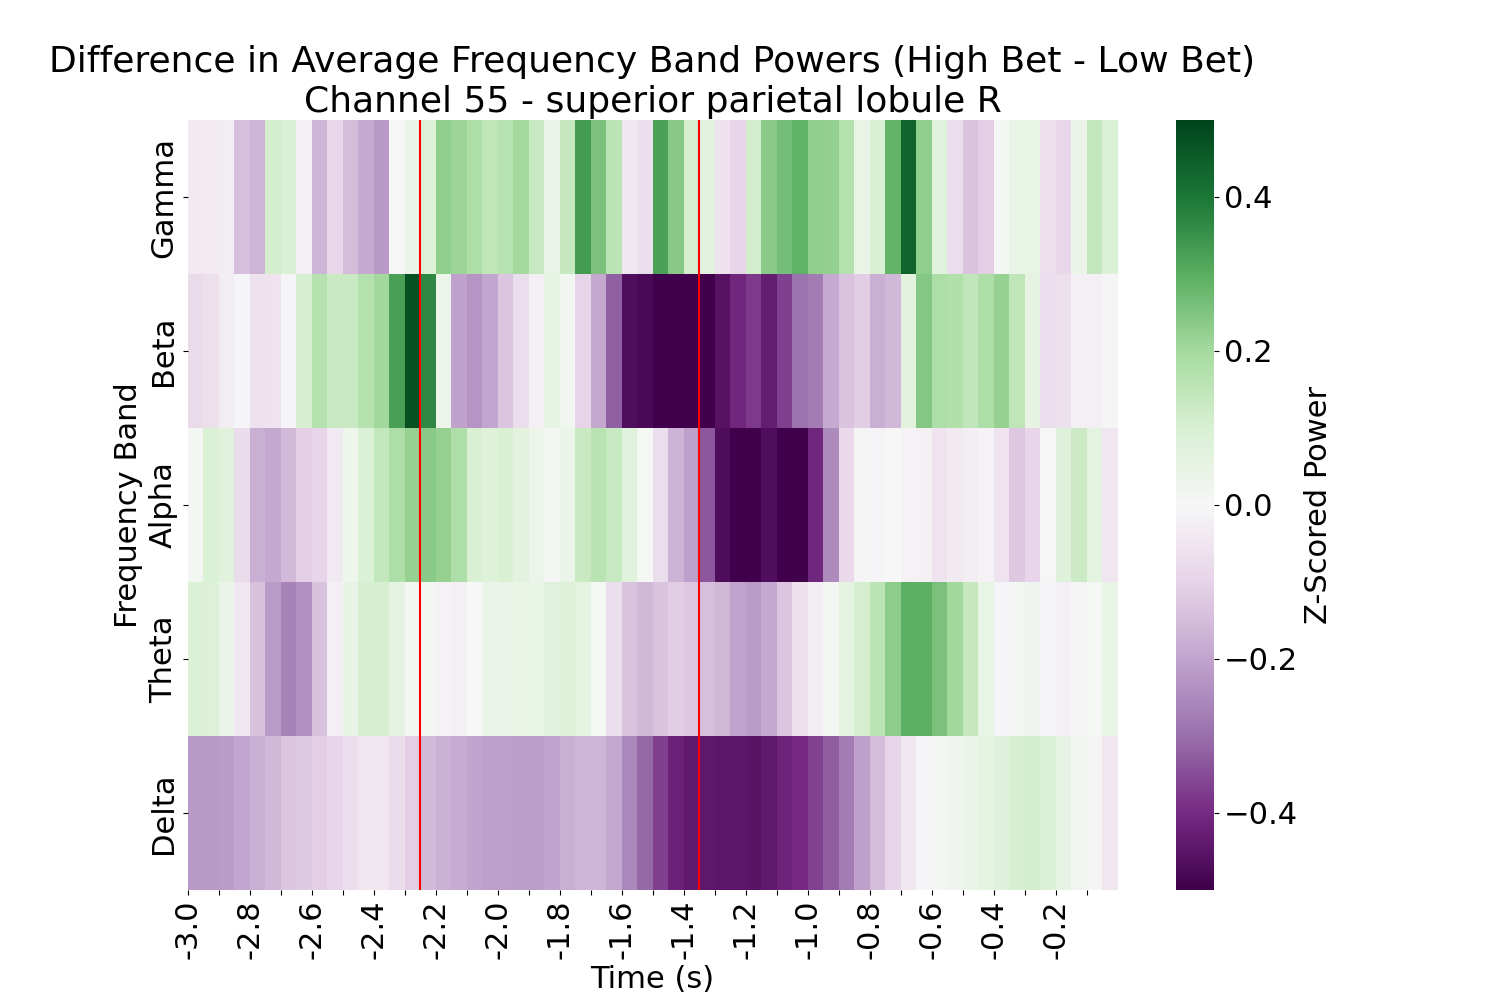 Difference in Average Frequency Band Powers (High Bet - Low Bet)
Channel 55 - superior parietal lobule R
Frequency Band
Gamma
Beta
Alpha
Theta
Delta
-3.0
-2.8
-2.6
-2.4
-2.2
-2.0
-1.8
-1.6
-1.4
-1.2
-1.0
-0.8
-0.6
-0.4
-0.2
Time (s)
0.4
0.2
0.0
−0.2
−0.4
Z-Scored Power